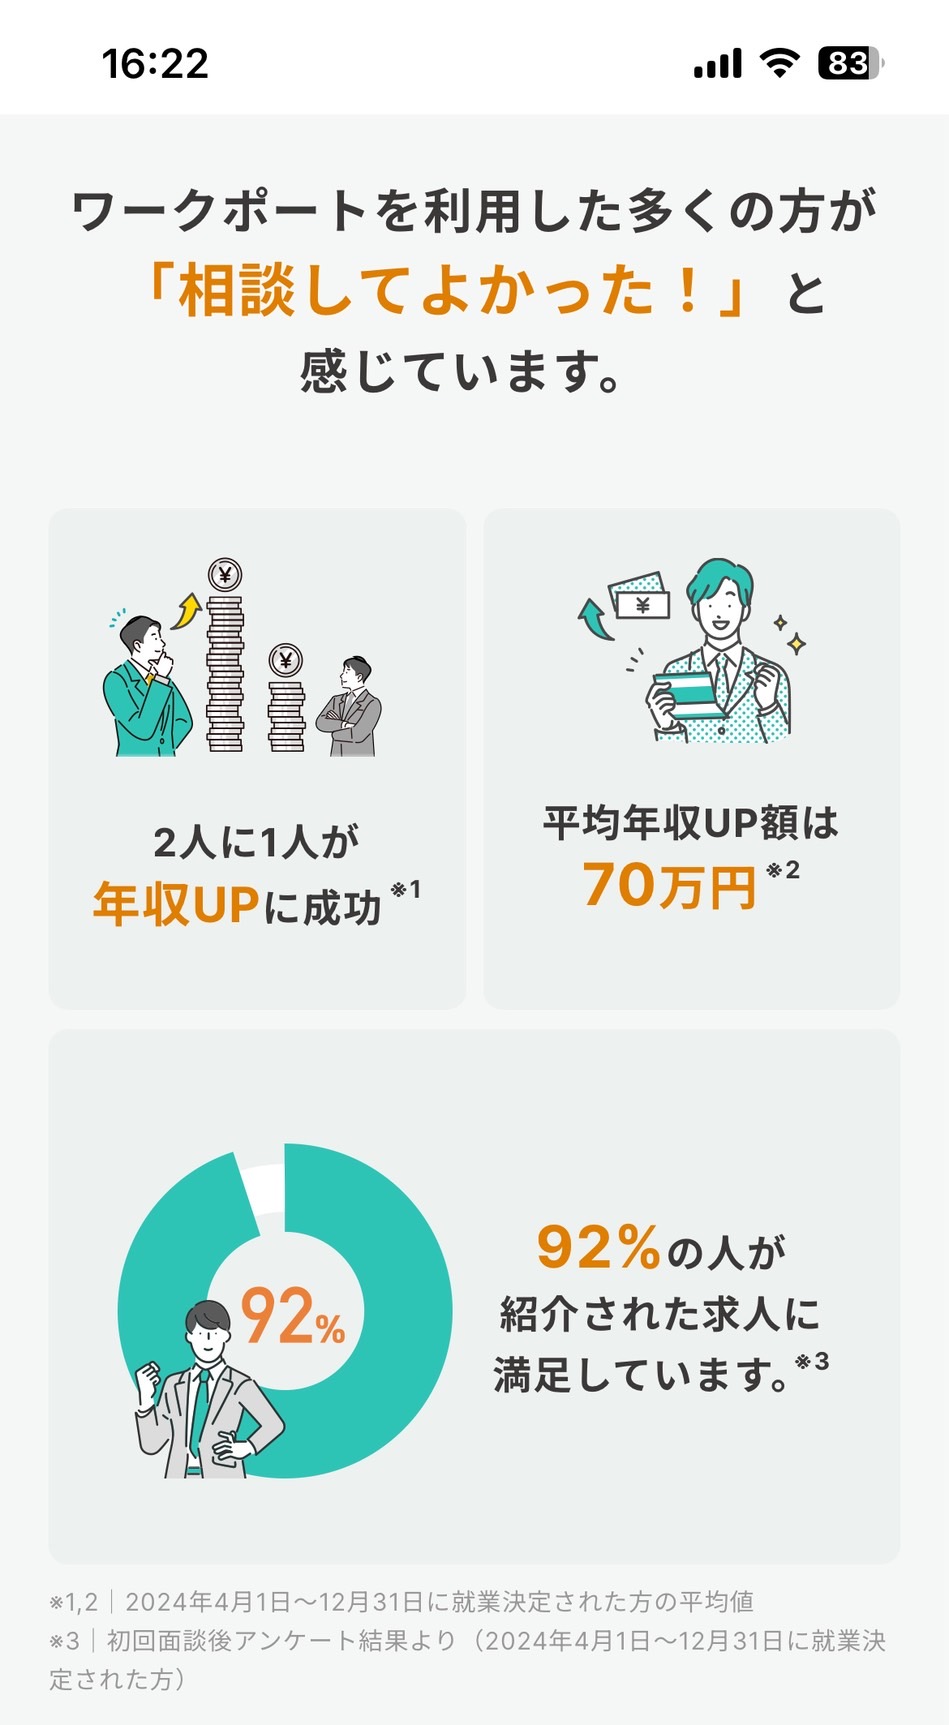 16:22
83
ワークポートを利用した多くの方が
「相談してよかった！」と
感じています。
¥
¥
¥
2人に1人が
年収UPに成功 ※1
平均年収UP額は
70万円 ※2
92%
92%の人が
紹介された求人に
満足しています。※3
※1,2｜2024年4月1日～12月31日に就業決定された方の平均値
※3｜初回面談後アンケート結果より（2024年4月1日～12月31日に就業決
定された方）